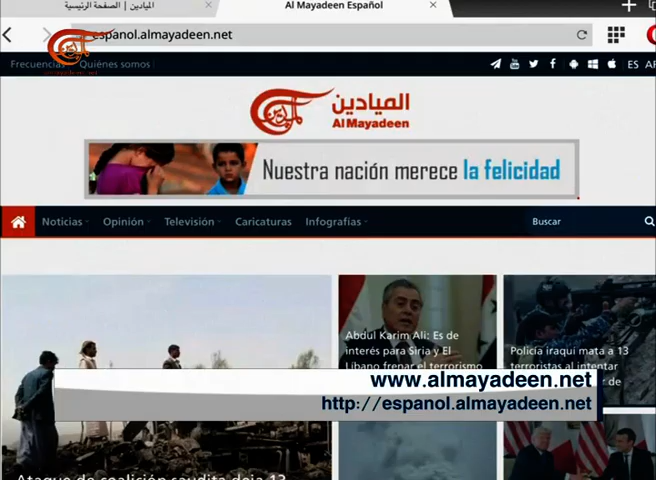 الميادين | الصفحة الرئيسية
Al Mayadeen Español
espanol.almayadeen.net
Frecuencias
Quiénes somos
ES
الميادين
Al Mayadeen
Nuestra nación merece la felicidad
Noticias
Opinión
Televisión
Caricaturas
Infografías
Buscar
Abdul Karim Ali: Es de
interés para Siria y El
Líbano frenar el terrorismo
Policía iraquí mata a 13
terroristas al intentar
de
www.almayadeen.net
http://espanol.almayadeen.net
Ataque de coalición saudita deja 13